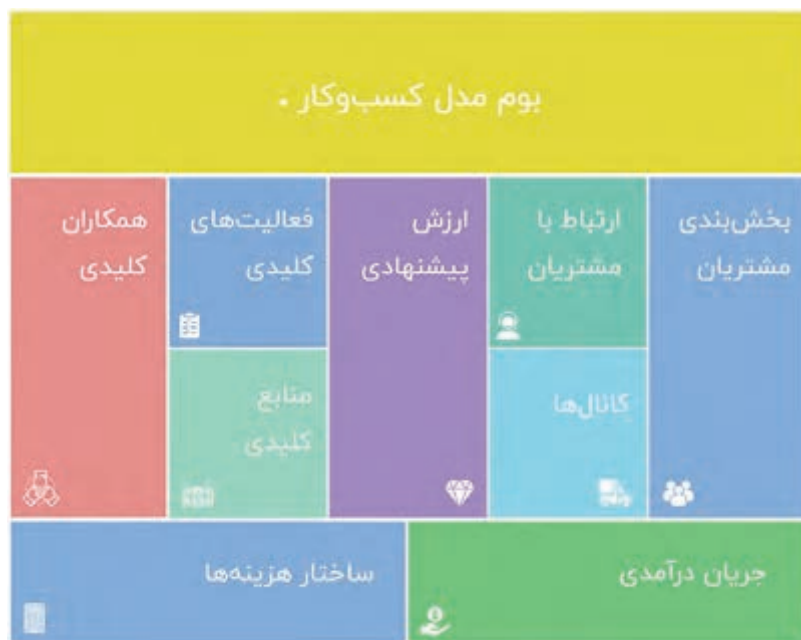 بوم مدل کسب‌وکار .
بخش‌بندی
مشتریان
ارتباط با
مشتریان
کانال‌ها
ارزش
پیشنهادی
فعالیت‌های
کلیدی
منابع
کلیدی
همکاران
کلیدی
جریان درآمدی
ساختار هزینه‌ها